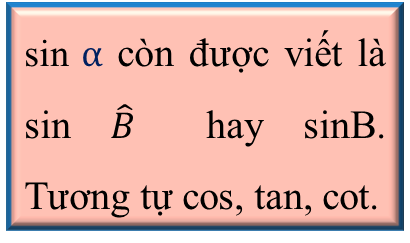 sin α còn được viết là
sin B̂ hay sinB.
Tương tự cos, tan, cot.